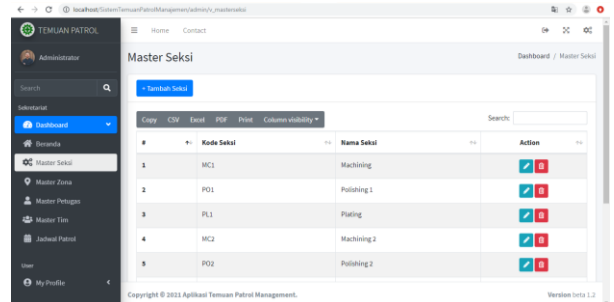 localhost/SistemTemuanPatrolManajemen/admin/v_masterseksi
TEMUAN PATROL
Home Contact
Administrator
Master Seksi
Dashboard / Master Seksi
Search
+ Tambah Seksi
Sekretariat
Dashboard
Beranda
Master Seksi
Master Zona
Master Petugas
Master Tim
Jadwal Patrol
User
My Profile
Copy CSV Excel PDF Print Column visibility
Search:
# Kode Seksi Nama Seksi Action
1 MC1 Machining
2 PO1 Polishing 1
3 PL1 Plating
4 MC2 Machining 2
5 PO2 Polishing 2
Copyright © 2021 Aplikasi Temuan Patrol Management.
Version beta 1.2